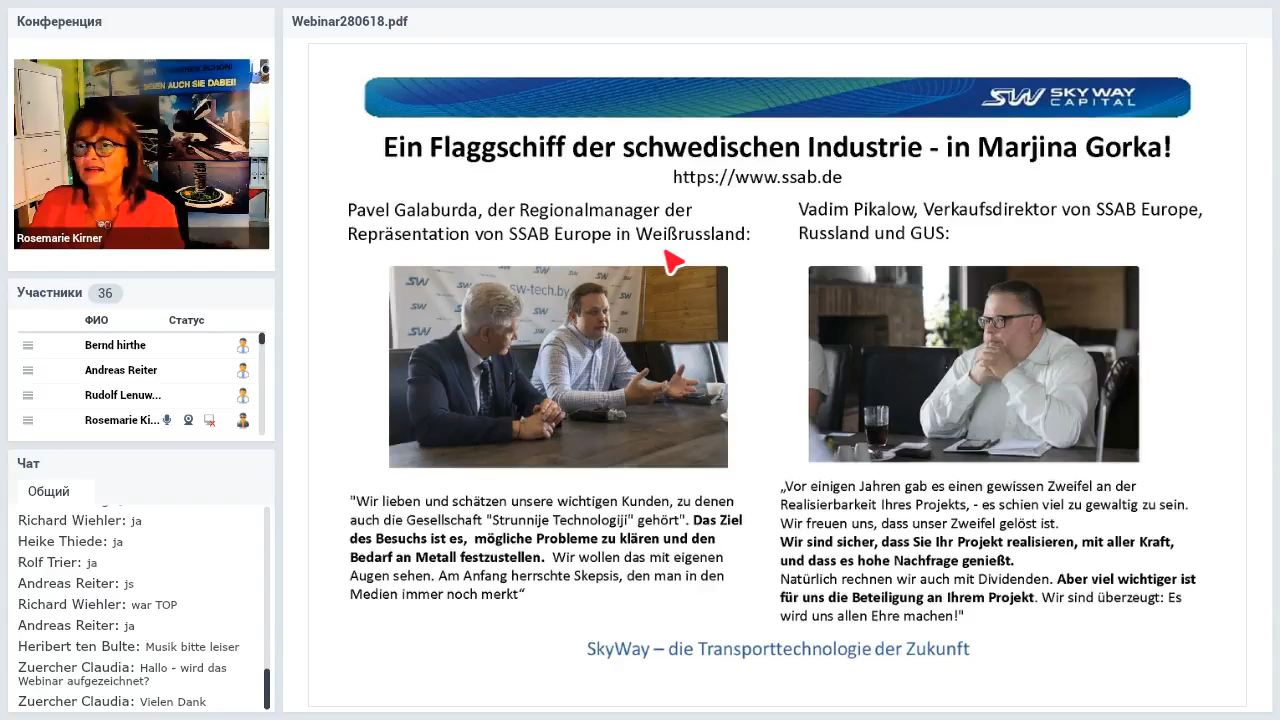 Конференция
SEIEN AUCH SIE DABEI!
Rosemarie Kirner
Участники 36
ФИО Статус
Bernd hirthe
Andreas Reiter
Rudolf Lenuw...
Rosemarie Ki...
Чат
Общий
Richard Wiehler: ja
Heike Thiede: ja
Rolf Trier: ja
Andreas Reiter: js
Richard Wiehler: war TOP
Andreas Reiter: ja
Heribert ten Bulte: Musik bitte leiser
Zuercher Claudia: Hallo - wird das
Webinar aufgezeichnet?
Zuercher Claudia: Vielen Dank
Webinar280618.pdf
SW SKY WAY
CAPITAL
Ein Flaggschiff der schwedischen Industrie - in Marjina Gorka!
https://www.ssab.de
Pavel Galaburda, der Regionalmanager der
Repräsentation von SSAB Europe in Weißrussland:
SW
SW
SW
sw-tech.by
SW
"Wir lieben und schätzen unsere wichtigen Kunden, zu denen
auch die Gesellschaft "Strunnije Technologiji" gehört". Das Ziel
des Besuchs ist es, mögliche Probleme zu klären und den
Bedarf an Metall festzustellen. Wir wollen das mit eigenen
Augen sehen. Am Anfang herrschte Skepsis, den man in den
Medien immer noch merkt“
Vadim Pikalow, Verkaufsdirektor von SSAB Europe,
Russland und GUS:
„Vor einigen Jahren gab es einen gewissen Zweifel an der
Realisierbarkeit Ihres Projekts, - es schien viel zu gewaltig zu sein.
Wir freuen uns, dass unser Zweifel gelöst ist.
Wir sind sicher, dass Sie Ihr Projekt realisieren, mit aller Kraft,
und dass es hohe Nachfrage genießt.
Natürlich rechnen wir auch mit Dividenden. Aber viel wichtiger ist
für uns die Beteiligung an Ihrem Projekt. Wir sind überzeugt: Es
wird uns allen Ehre machen!"
SkyWay – die Transporttechnologie der Zukunft